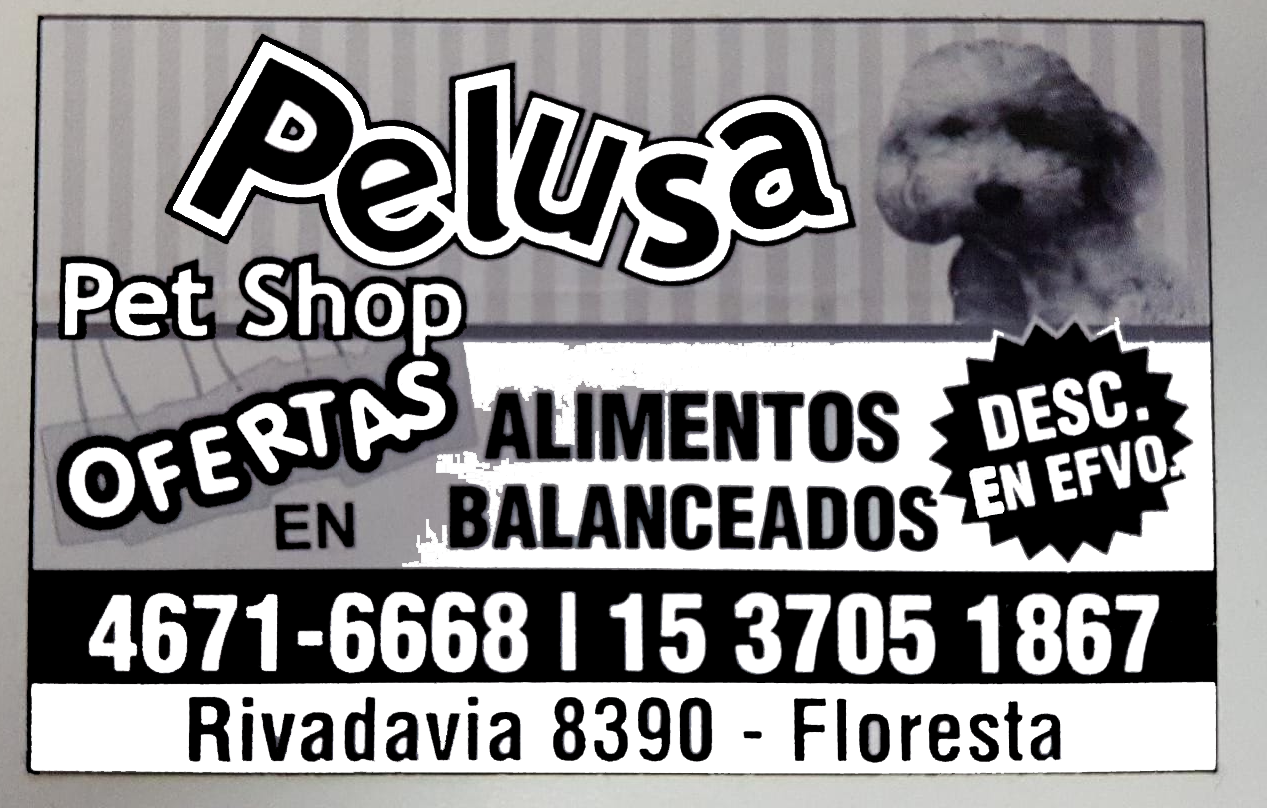 Pelusa
Pet Shop
OFERTAS
EN
ALIMENTOS
BALANCEADOS
DESC.
EN EFVO.
4671-6668 | 15 3705 1867
Rivadavia 8390 - Floresta